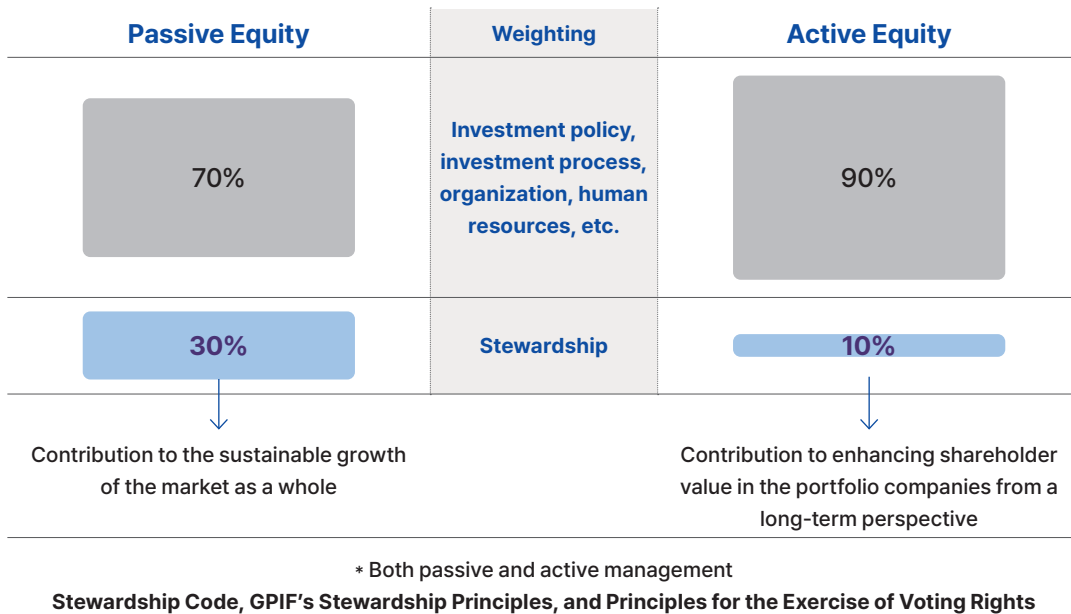 Passive Equity
Weighting
Active Equity
70%
Investment policy,
investment process,
organization, human
resources, etc.
90%
30%
Stewardship
10%
Contribution to the sustainable growth
of the market as a whole
Contribution to enhancing shareholder
value in the portfolio companies from a
long-term perspective
* Both passive and active management
Stewardship Code, GPIF’s Stewardship Principles, and Principles for the Exercise of Voting Rights